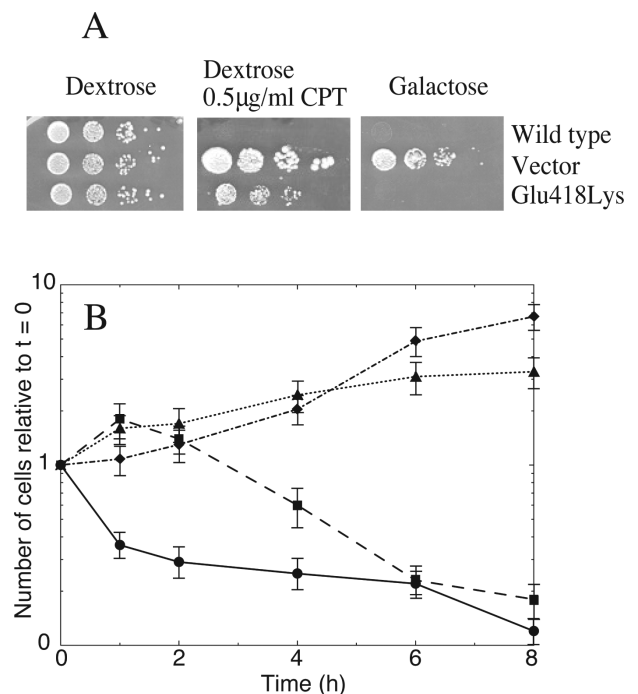 A
Dextrose
Dextrose
0.5µg/ml CPT
Galactose
Wild type
Vector
Glu418Lys
B
Number of cells relative to t = 0
10
1
0
0
2
4
6
8
Time (h)